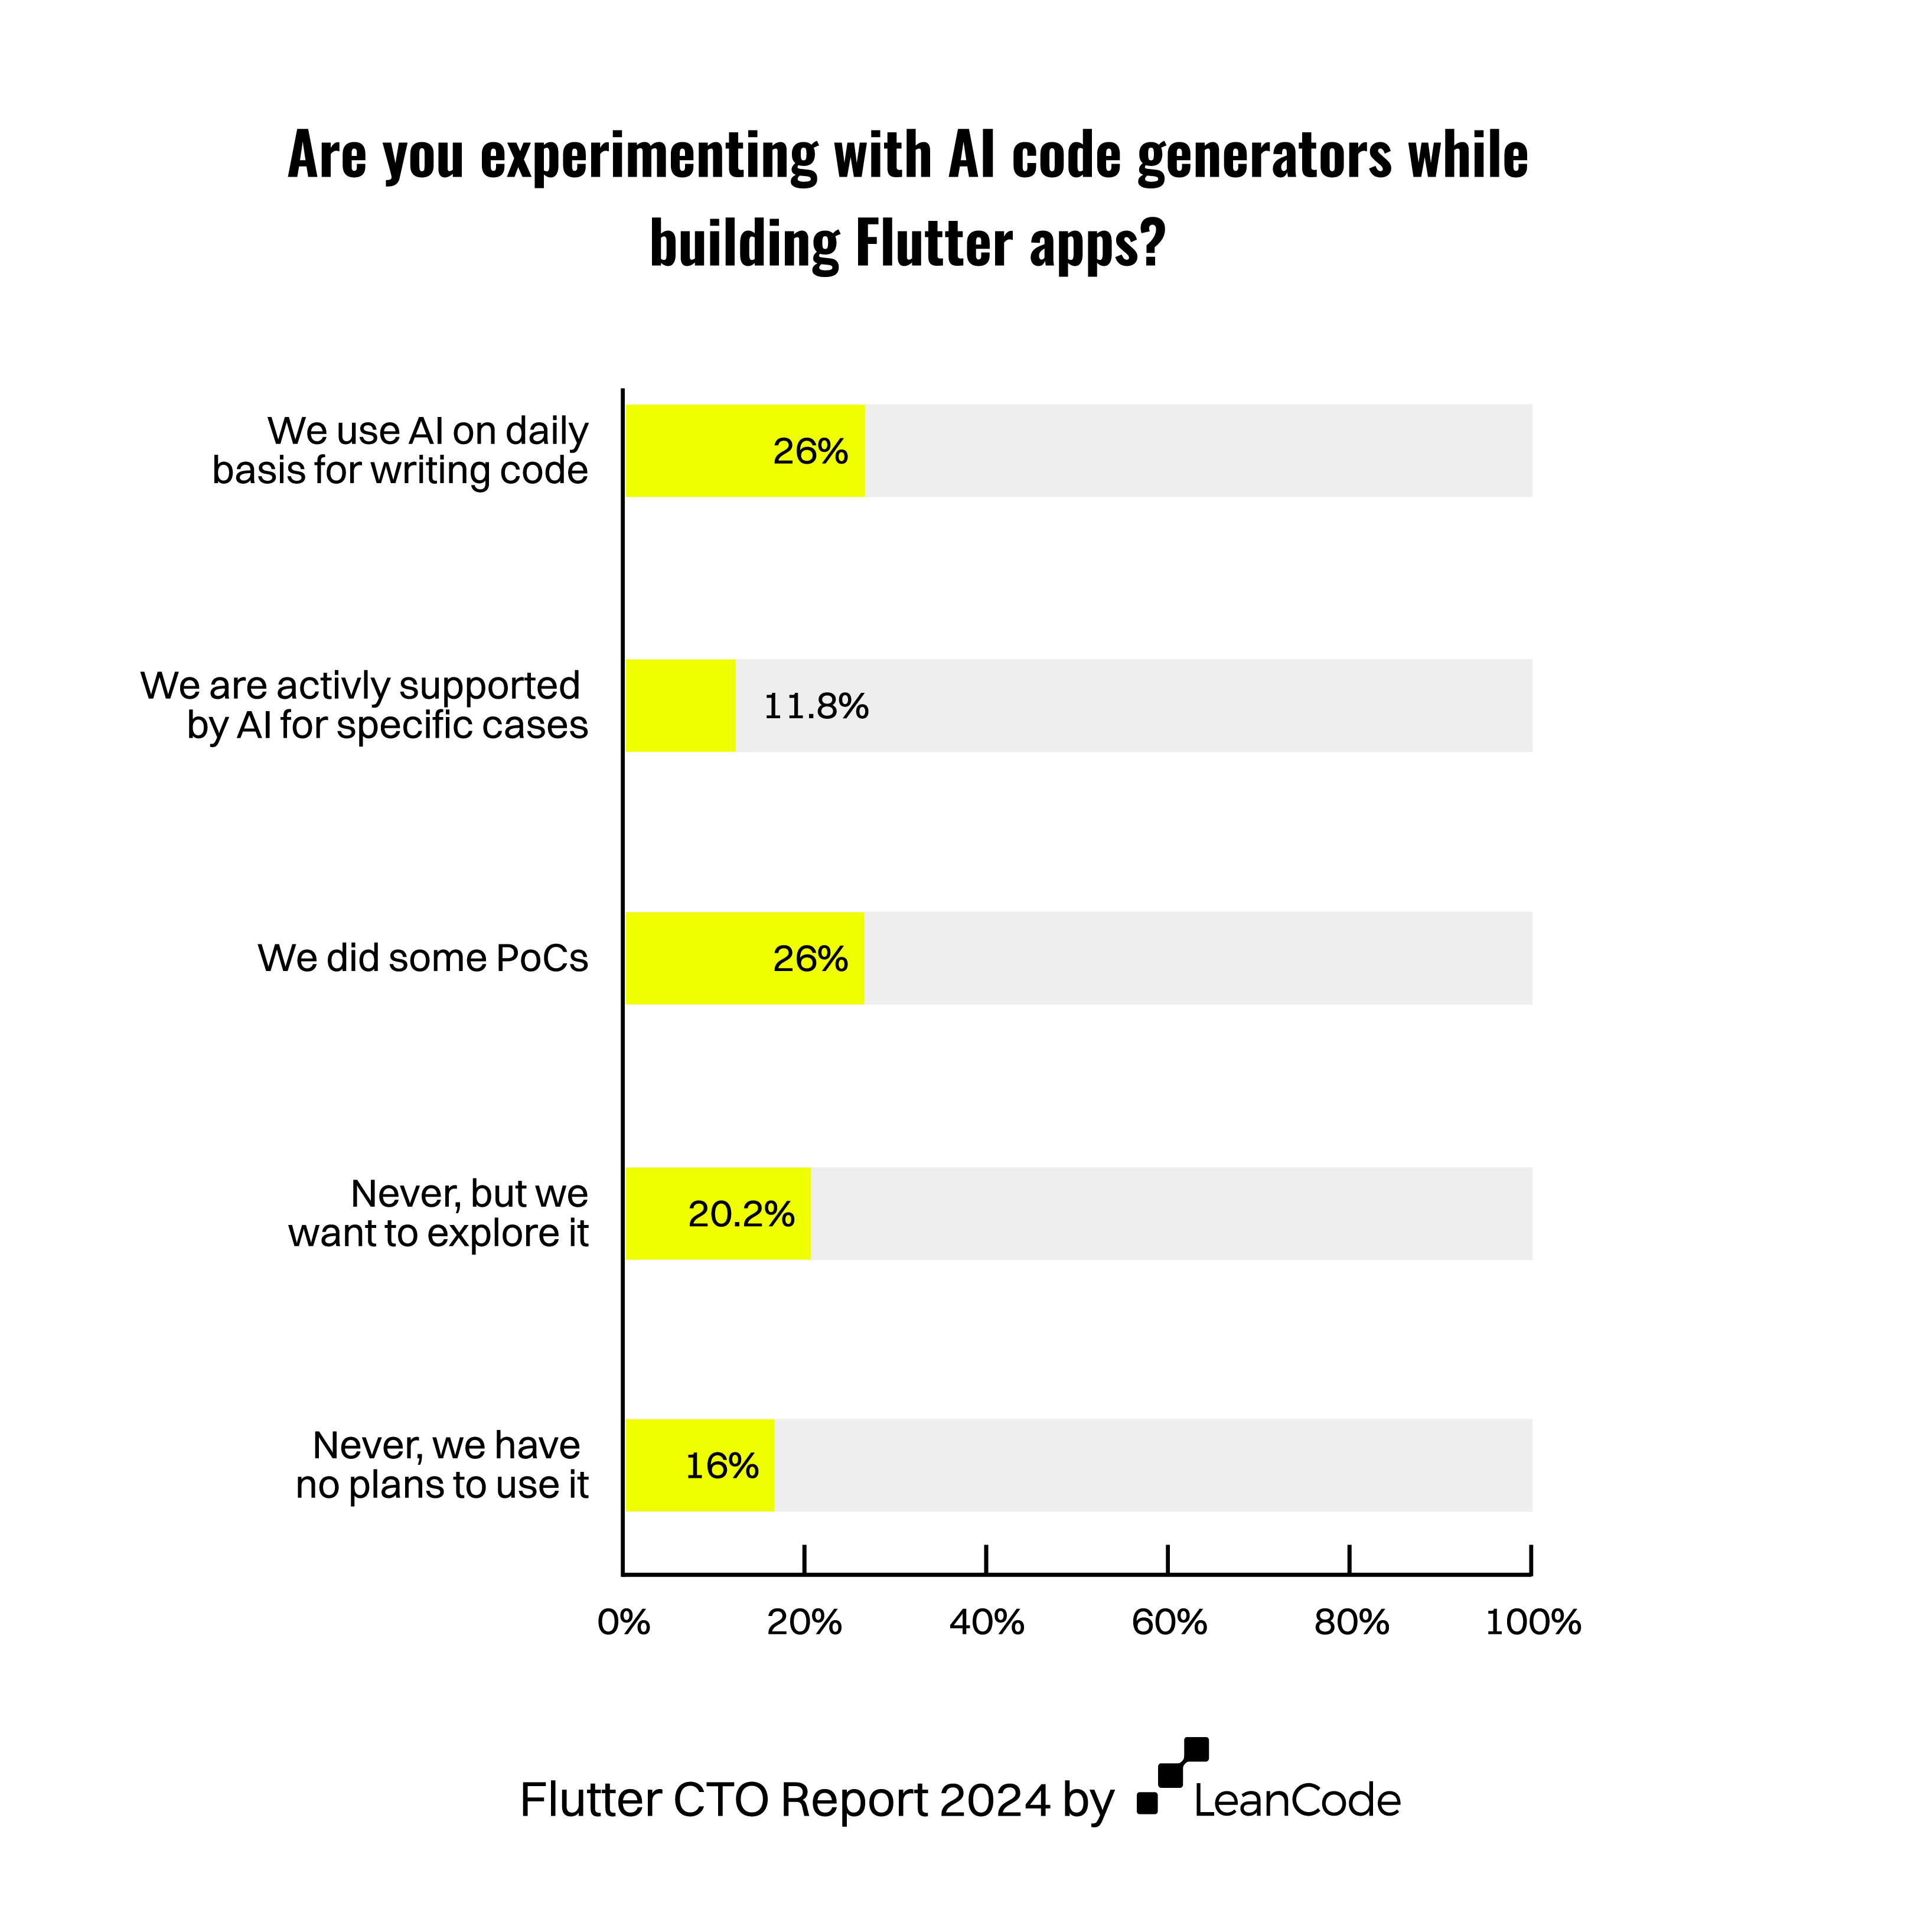 Are you experimenting with AI code generators while
building Flutter apps?
We use AI on daily
basis for writing code
26%
We are activly supported
by AI for specific cases
11.8%
We did some PoCs
26%
Never, but we
want to explore it
20.2%
Never, we have
no plans to use it
16%
0% 20% 40% 60% 80% 100%
Flutter CTO Report 2024 by LeanCode